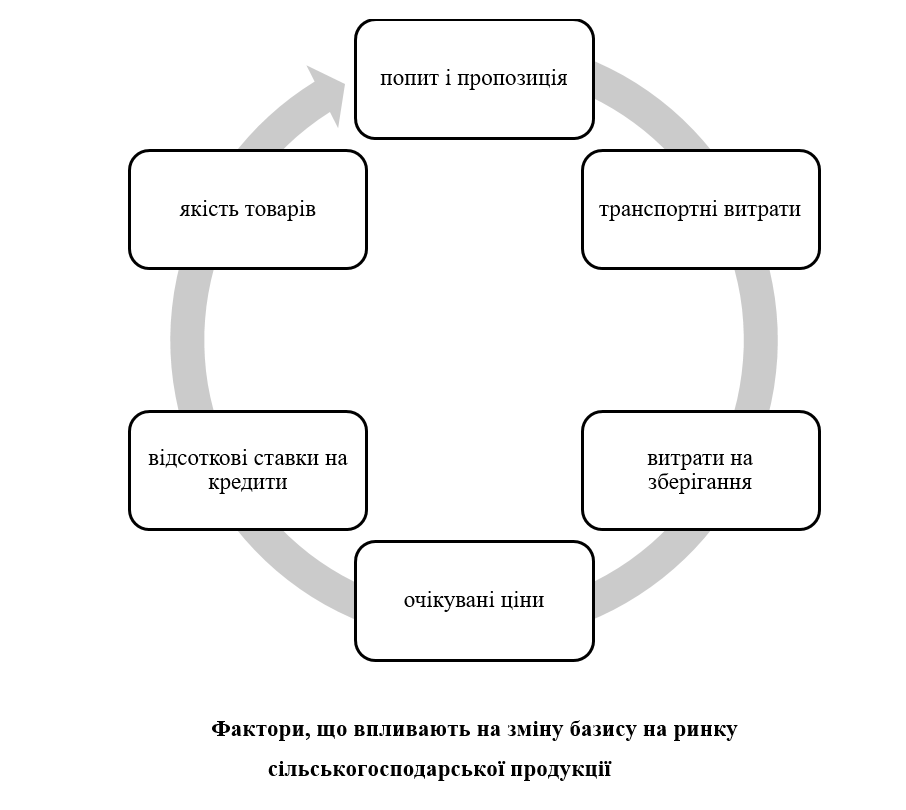 попит і пропозиція
транспортні витрати
витрати на
зберігання
очікувані ціни
відсоткові ставки на
кредити
якість товарів
Фактори, що впливають на зміну базису на ринку
сільськогосподарської продукції